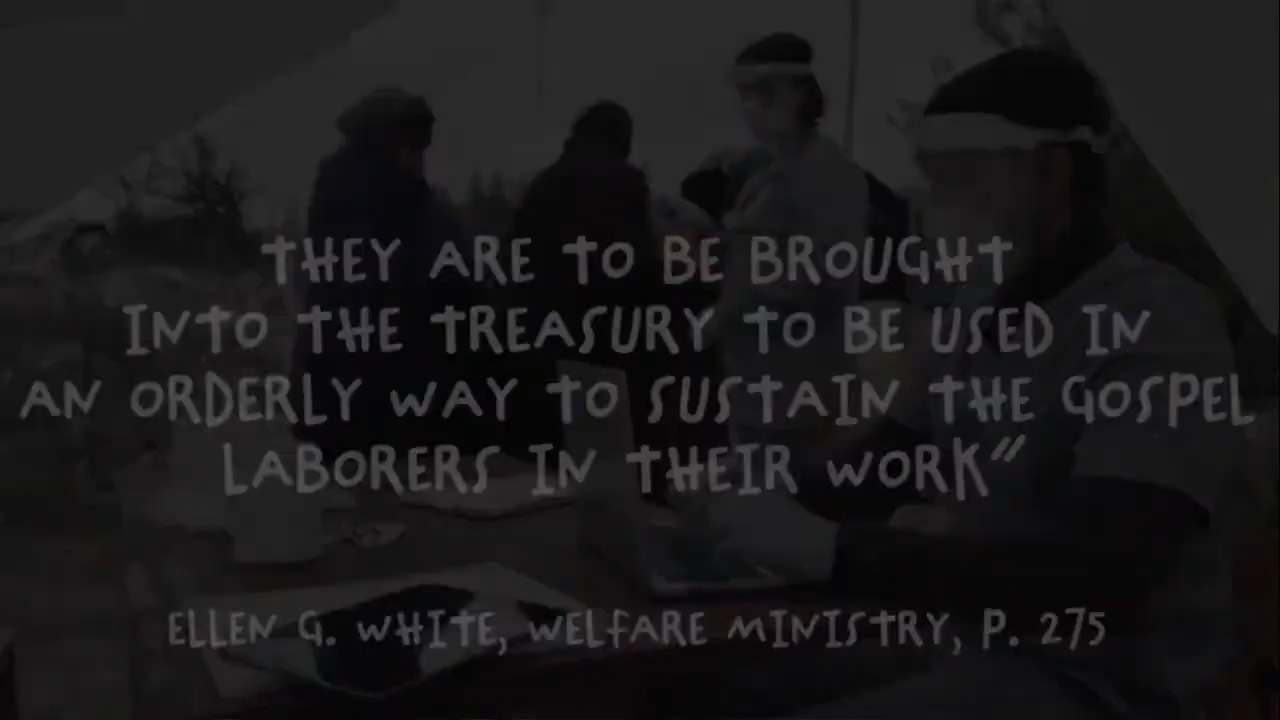 THEY ARE TO BE BROUGHT
INTO THE TREASURY TO BE USED IN
AN ORDERLY WAY TO SUSTAIN THE GOSPEL
LABORERS IN THEIR WORK”
ELLEN G. WHITE, WELFARE MINISTRY, P. 275